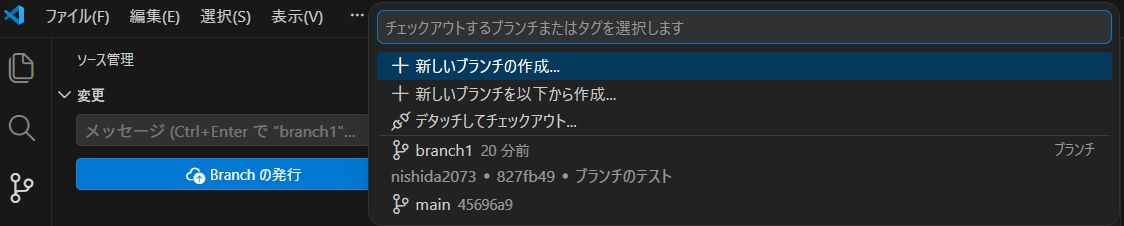 ファイル(F) 編集(E) 選択(S) 表示(V) …
チェックアウトするブランチまたはタグを選択します
ソース管理
変更
メッセージ (Ctrl+Enter で "branch1"...
Branch の発行
新しいブランチの作成...
新しいブランチを以下から作成...
デタッチしてチェックアウト...
branch1 20 分前 ブランチ
nishida2073 • 827fb49 • ブランチのテスト
main 45696a9